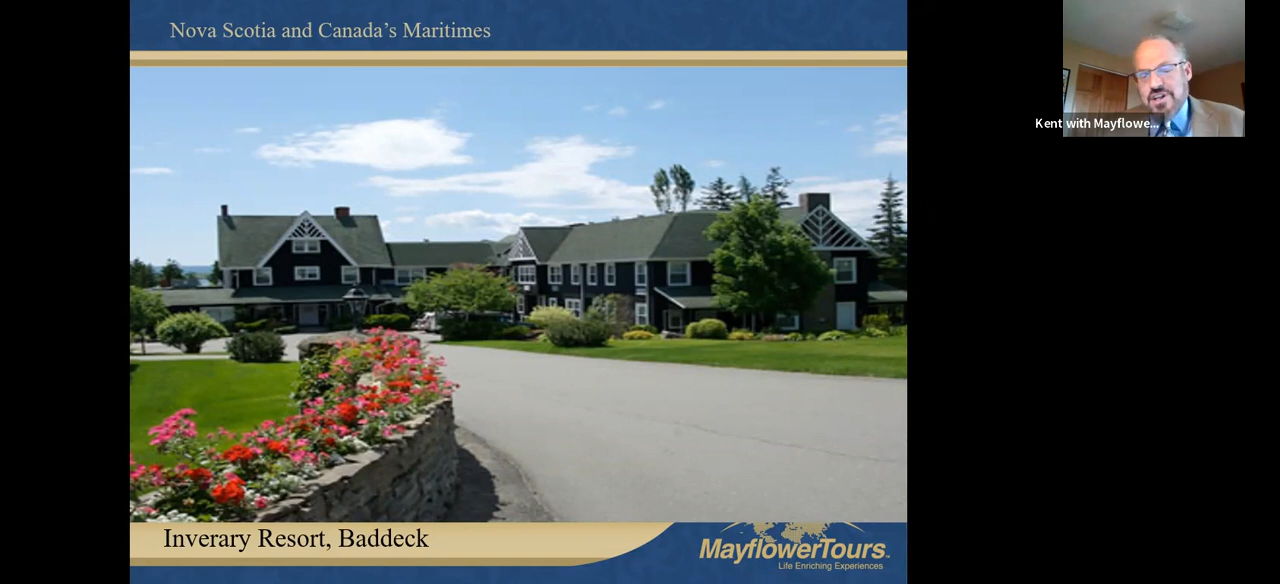 Nova Scotia and Canada’s Maritimes
Kent with Mayflowe...
Inverary Resort, Baddeck
MayflowerTours
Life Enriching Experiences